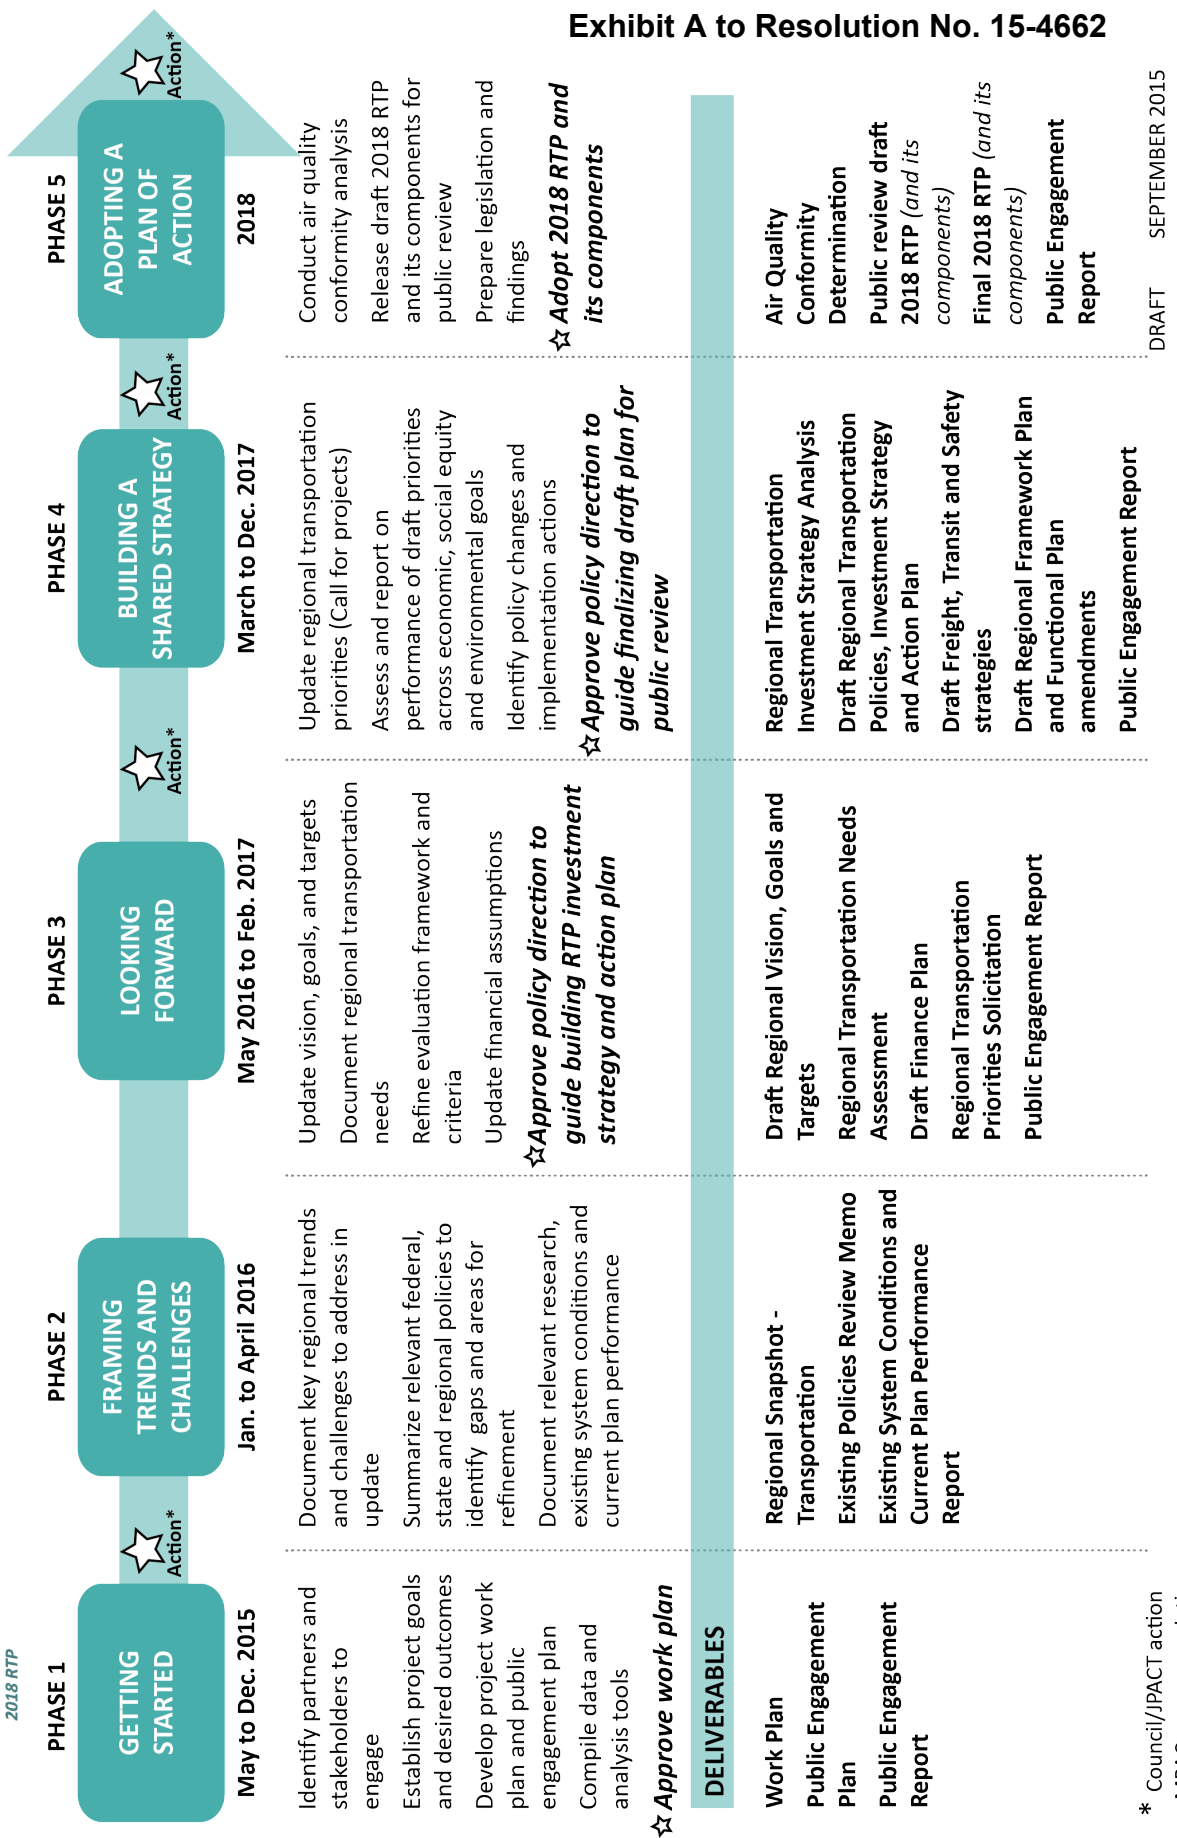 Exhibit A to Resolution No. 15-4662
2018 RTP
PHASE 1
GETTING
STARTED
May to Dec. 2015
Action*
Identify partners and
stakeholders to
engage
Establish project goals
and desired outcomes
Develop project work
plan and public
engagement plan
Compile data and
analysis tools
Approve work plan
PHASE 2
FRAMING
TRENDS AND
CHALLENGES
Jan. to April 2016
Document key regional trends
and challenges to address in
update
Summarize relevant federal,
state and regional policies to
identify gaps and areas for
refinement
Document relevant research,
existing system conditions and
current plan performance
PHASE 3
LOOKING
FORWARD
May 2016 to Feb. 2017
Action*
Update vision, goals, and targets
Document regional transportation
needs
Refine evaluation framework and
criteria
Update financial assumptions
Approve policy direction to
guide building RTP investment
strategy and action plan
PHASE 4
BUILDING A
SHARED STRATEGY
March to Dec. 2017
Action*
Update regional transportation
priorities (Call for projects)
Assess and report on
performance of draft priorities
across economic, social equity
and environmental goals
Identify policy changes and
implementation actions
Approve policy direction to
guide finalizing draft plan for
public review
PHASE 5
ADOPTING A
PLAN OF
ACTION
2018
Action*
Conduct air quality
conformity analysis
Release draft 2018 RTP
and its components for
public review
Prepare legislation and
findings
Adopt 2018 RTP and
its components
DELIVERABLES
Work Plan
Public Engagement
Plan
Public Engagement
Report
Regional Snapshot -
Transportation
Existing Policies Review Memo
Existing System Conditions and
Current Plan Performance
Report
Draft Regional Vision, Goals and
Targets
Regional Transportation Needs
Assessment
Draft Finance Plan
Regional Transportation
Priorities Solicitation
Public Engagement Report
Regional Transportation
Investment Strategy Analysis
Draft Regional Transportation
Policies, Investment Strategy
and Action Plan
Draft Freight, Transit and Safety
strategies
Draft Regional Framework Plan
and Functional Plan
amendments
Public Engagement Report
Air Quality
Conformity
Determination
Public review draft
2018 RTP (and its
components)
Final 2018 RTP (and its
components)
Public Engagement
Report
* Council/JPACT action
DRAFT SEPTEMBER 2015